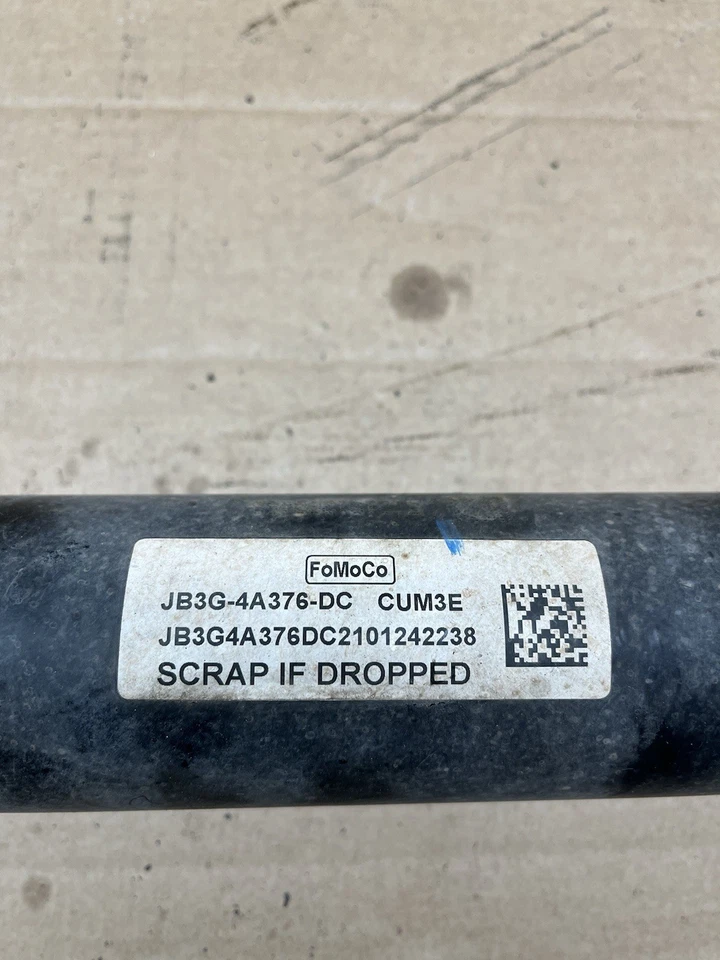 FoMoCo
JB3G-4A376-DC CUM3E
JB3G4A376DC2101242238
SCRAP IF DROPPED